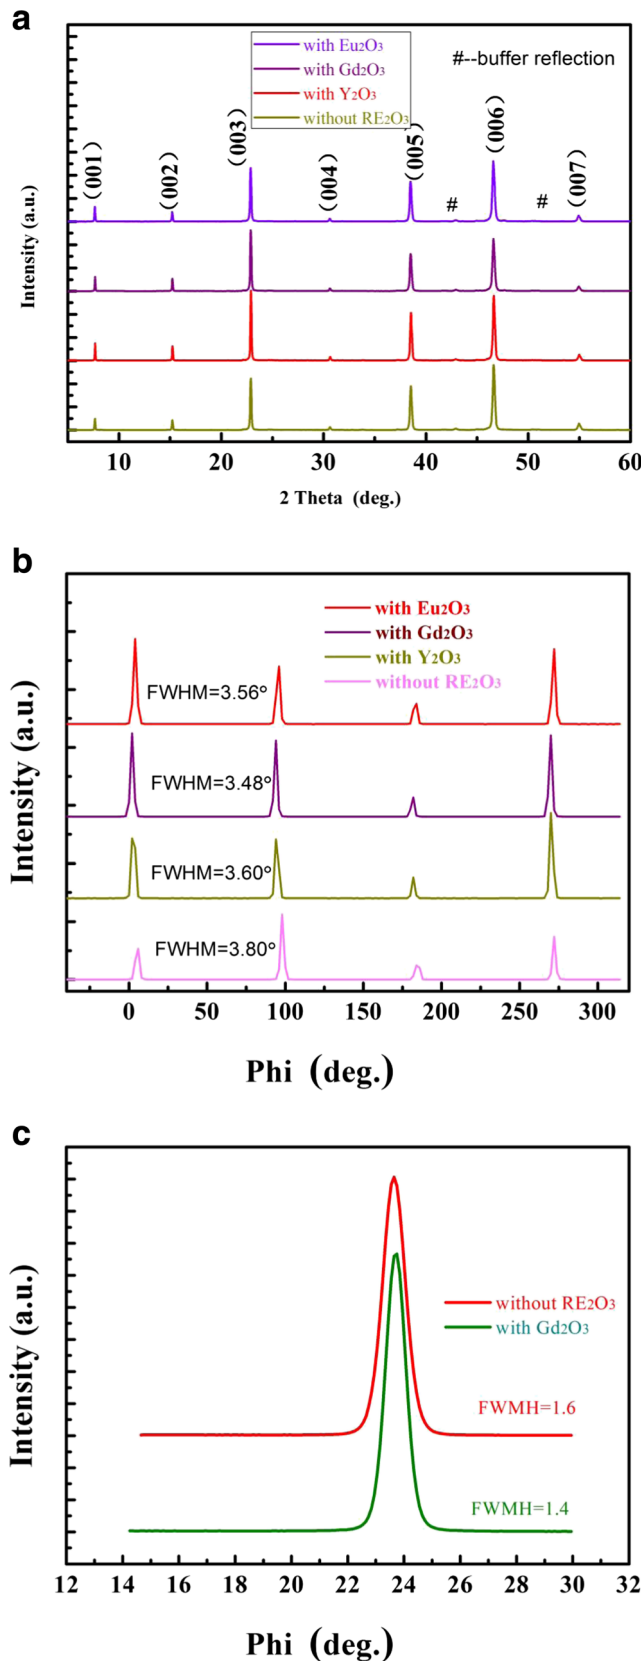 a
with Eu₂O₃
with Gd₂O₃
with Y₂O₃
without RE₂O₃
#--buffer reflection
(001)
(002)
(003)
(004)
(005)
(006)
(007)
#
#
Intensity (a.u.)
10 20 30 40 50 60
2 Theta (deg.)
b
with Eu₂O₃
with Gd₂O₃
with Y₂O₃
without RE₂O₃
FWHM=3.56°
FWHM=3.48°
FWHM=3.60°
FWHM=3.80°
Intensity (a.u.)
0 50 100 150 200 250 300
Phi (deg.)
c
without RE₂O₃
with Gd₂O₃
FWMH=1.6
FWMH=1.4
Intensity (a.u.)
12 14 16 18 20 22 24 26 28 30 32
Phi (deg.)